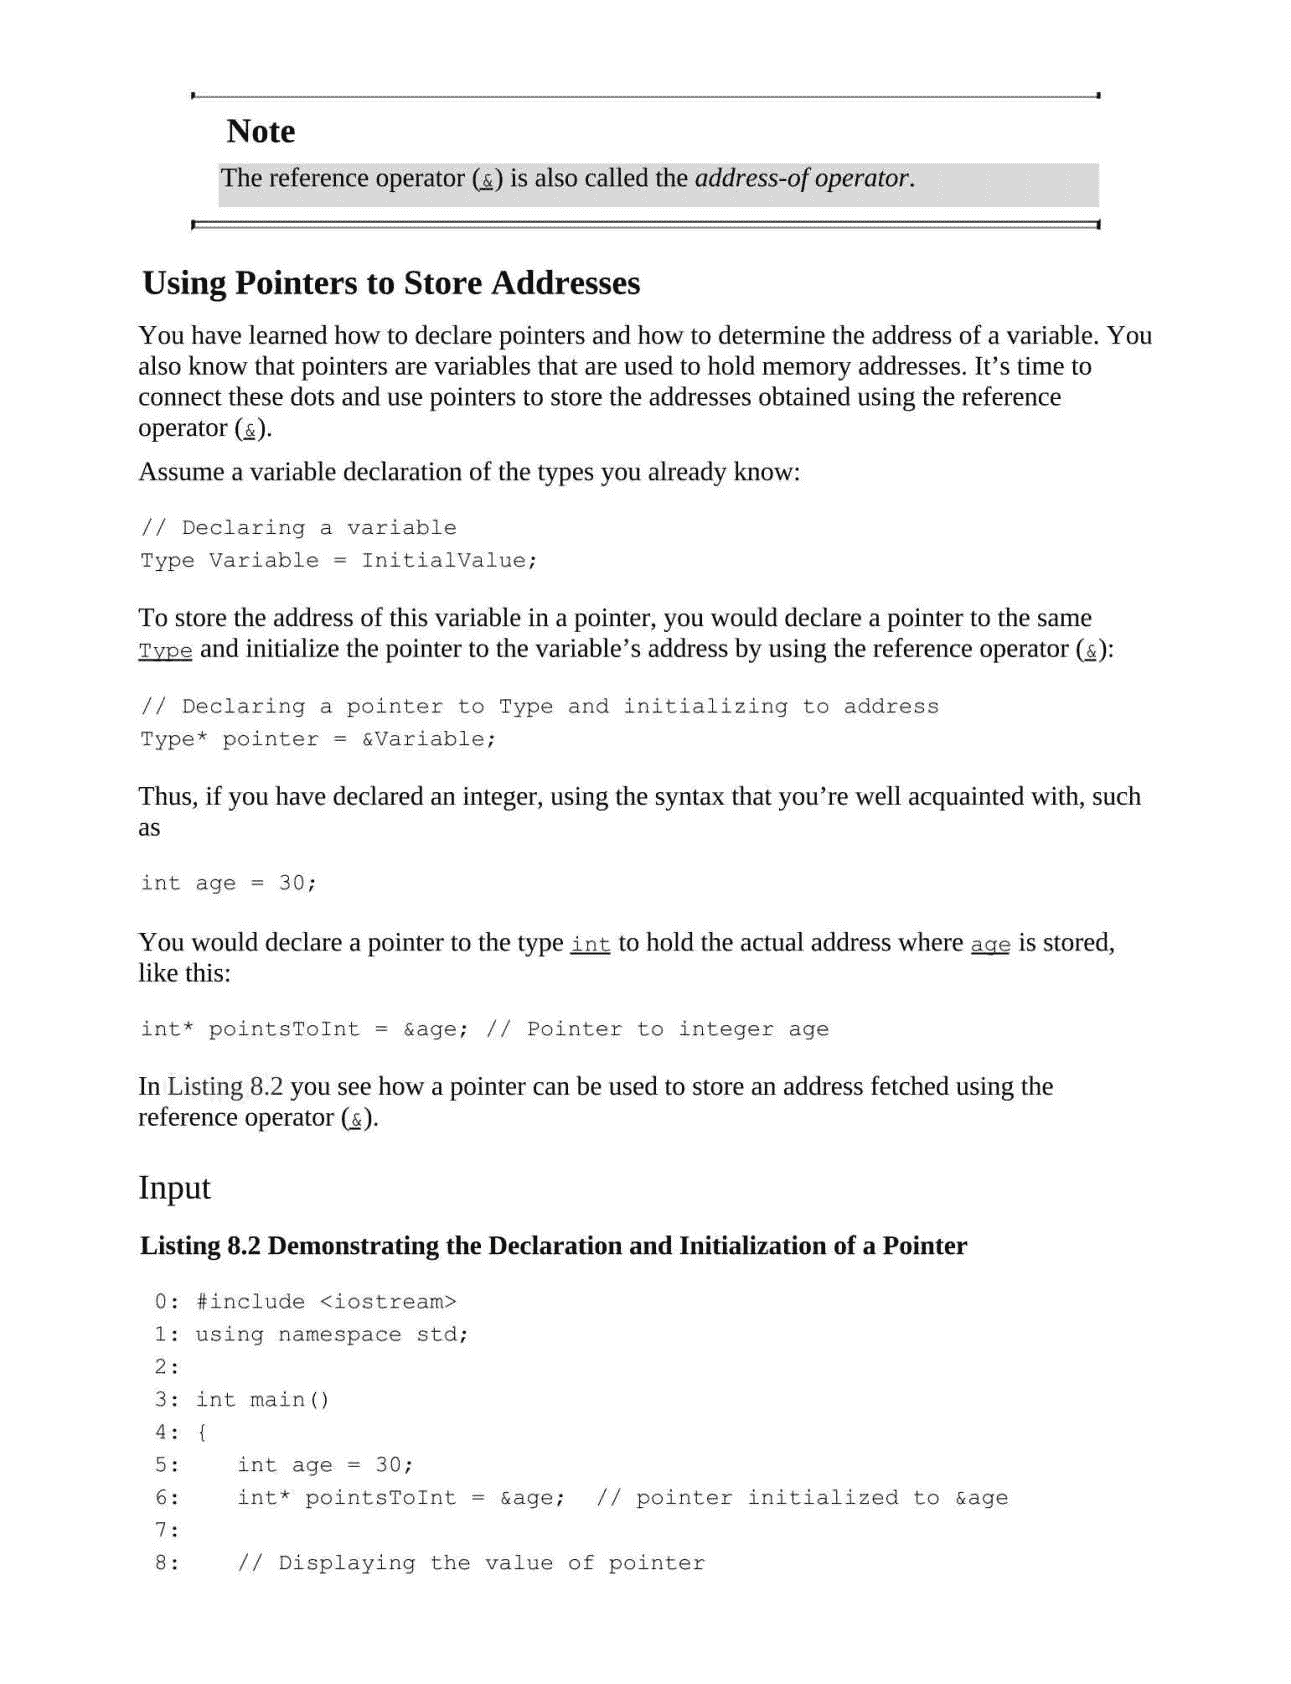 Note
The reference operator (&) is also called the address-of operator.
Using Pointers to Store Addresses
You have learned how to declare pointers and how to determine the address of a variable. You
also know that pointers are variables that are used to hold memory addresses. It’s time to
connect these dots and use pointers to store the addresses obtained using the reference
operator (&).
Assume a variable declaration of the types you already know:
// Declaring a variable
Type Variable = InitialValue;
To store the address of this variable in a pointer, you would declare a pointer to the same
Type and initialize the pointer to the variable’s address by using the reference operator (&):
// Declaring a pointer to Type and initializing to address
Type* pointer = &Variable;
Thus, if you have declared an integer, using the syntax that you’re well acquainted with, such
as
int age = 30;
You would declare a pointer to the type int to hold the actual address where age is stored,
like this:
int* pointsToInt = &age; // Pointer to integer age
In Listing 8.2 you see how a pointer can be used to store an address fetched using the
reference operator (&).
Input
Listing 8.2 Demonstrating the Declaration and Initialization of a Pointer
0: #include <iostream>
1: using namespace std;
2:
3: int main()
4: {
5:    int age = 30;
6:    int* pointsToInt = &age;  // pointer initialized to &age
7:
8:    // Displaying the value of pointer